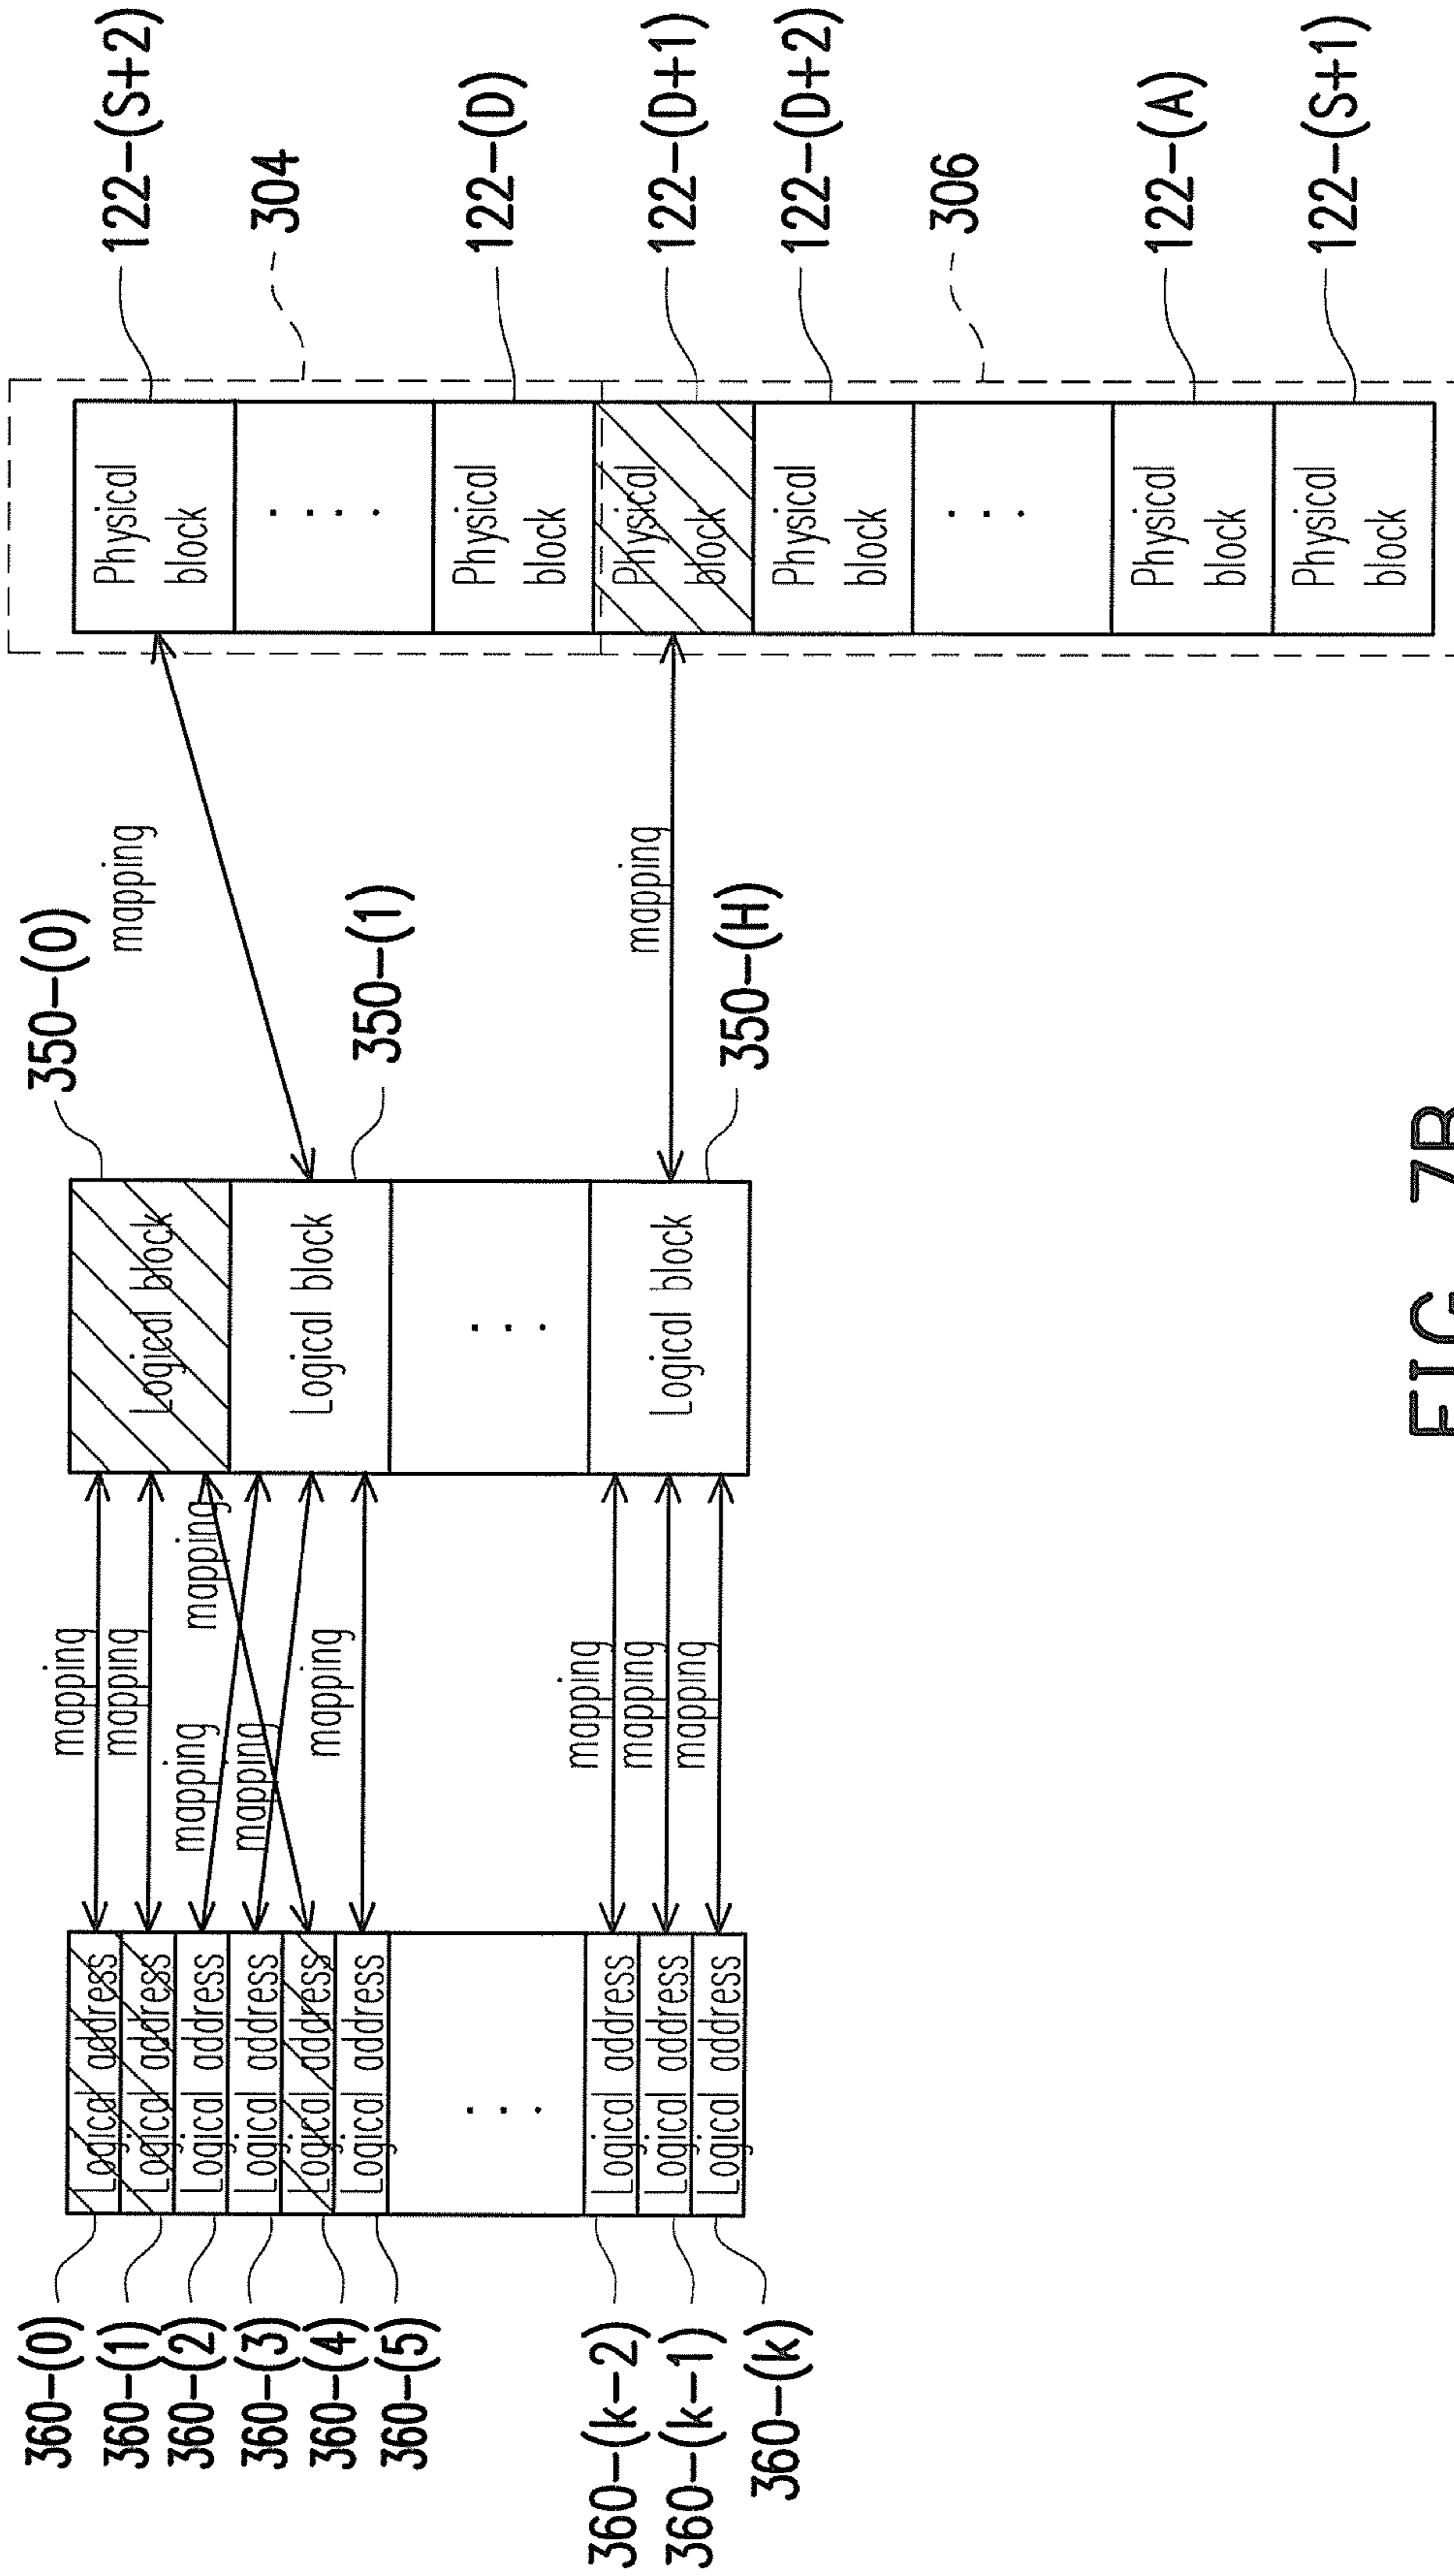 360-(0)
360-(1)
360-(2)
360-(3)
360-(4)
360-(5)
360-(k-2)
360-(k-1)
360-(k)
Logical address
Logical address
Logical address
Logical address
Logical address
Logical address
. . .
Logical address
Logical address
Logical address
mapping
mapping
mapping
mapping
mapping
mapping
mapping
mapping
mapping
350-(0)
350-(1)
350-(H)
Logical block
Logical block
. . .
Logical block
mapping
mapping
Physical
block
. . . .
Physical
block
Physical
block
Physical
block
. . .
Physical
block
Physical
block
122-(S+2)
304
122-(D)
122-(D+1)
122-(D+2)
306
122-(A)
122-(S+1)
FIG. 7B